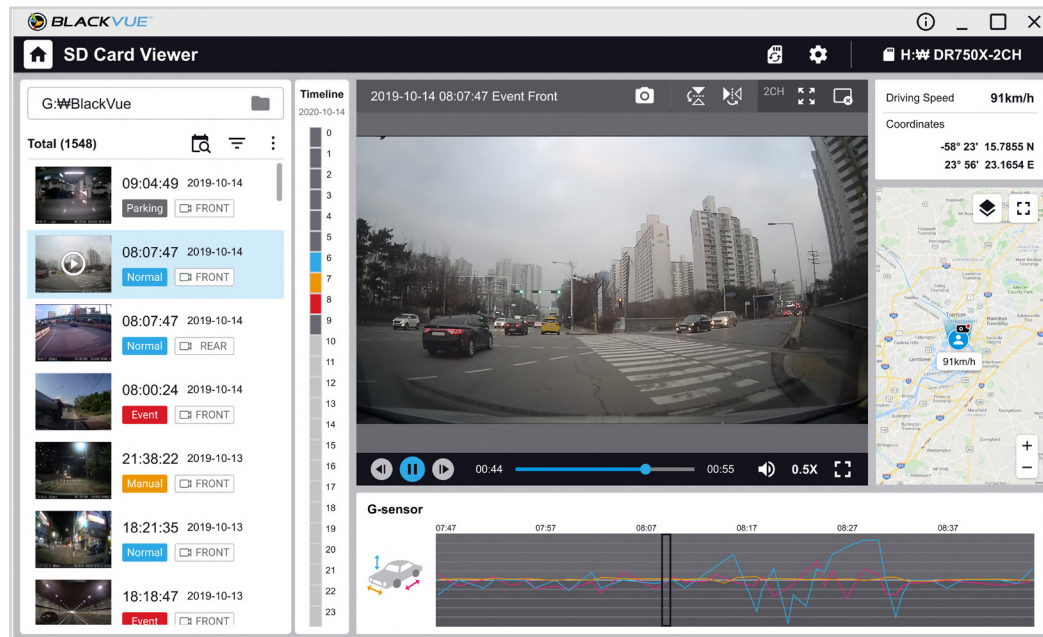 BLACKVUE
SD Card Viewer
H:₩ DR750X-2CH
G:₩BlackVue
Total (1548)
09:04:49 2019-10-14
Parking FRONT
08:07:47 2019-10-14
Normal FRONT
08:07:47 2019-10-14
Normal REAR
08:00:24 2019-10-14
Event FRONT
21:38:22 2019-10-13
Manual FRONT
18:21:35 2019-10-13
Normal FRONT
18:18:47 2019-10-13
Event FRONT
Timeline
2020-10-14
0
1
2
3
4
5
6
7
8
9
10
11
12
13
14
15
16
17
18
19
20
21
22
23
2019-10-14 08:07:47 Event Front
2CH
00:44
00:55
0.5X
Driving Speed 91km/h
Coordinates
-58° 23' 15.7855 N
23° 56' 23.1654 E
Trenton
Hamilton
Township
Levittown
91km/h
+
−
G-sensor
07:47 07:57 08:07 08:17 08:27 08:37